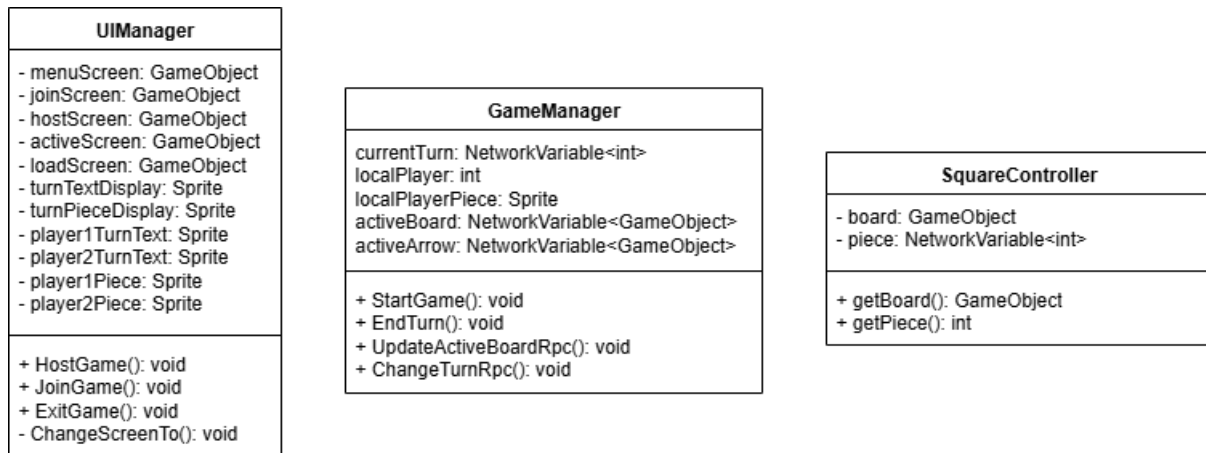 UIManager
- menuScreen: GameObject
- joinScreen: GameObject
- hostScreen: GameObject
- activeScreen: GameObject
- loadScreen: GameObject
- turnTextDisplay: Sprite
- turnPieceDisplay: Sprite
- player1TurnText: Sprite
- player2TurnText: Sprite
- player1Piece: Sprite
- player2Piece: Sprite
+ HostGame(): void
+ JoinGame(): void
+ ExitGame(): void
- ChangeScreenTo(): void
GameManager
currentTurn: NetworkVariable<int>
localPlayer: int
localPlayerPiece: Sprite
activeBoard: NetworkVariable<GameObject>
activeArrow: NetworkVariable<GameObject>
+ StartGame(): void
+ EndTurn(): void
+ UpdateActiveBoardRpc(): void
+ ChangeTurnRpc(): void
SquareController
- board: GameObject
- piece: NetworkVariable<int>
+ getBoard(): GameObject
+ getPiece(): int